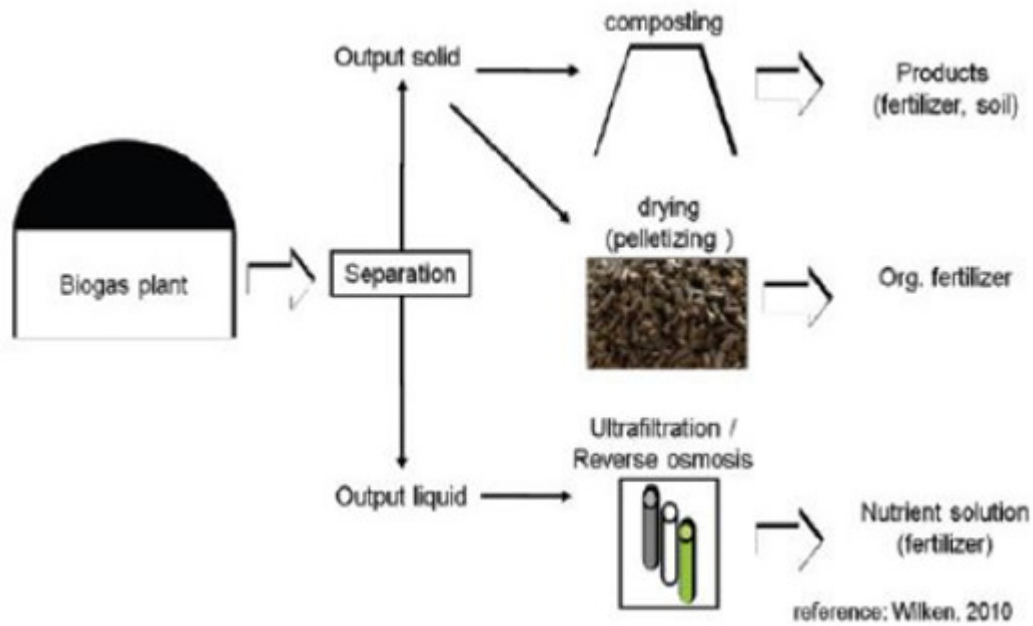 composting
Output solid
Products
(fertilizer, soil)
drying
(pelletizing )
Biogas plant
Separation
Org. fertilizer
Ultrafiltration /
Reverse osmosis
Output liquid
Nutrient solution
(fertilizer)
reference: Wilken. 2010